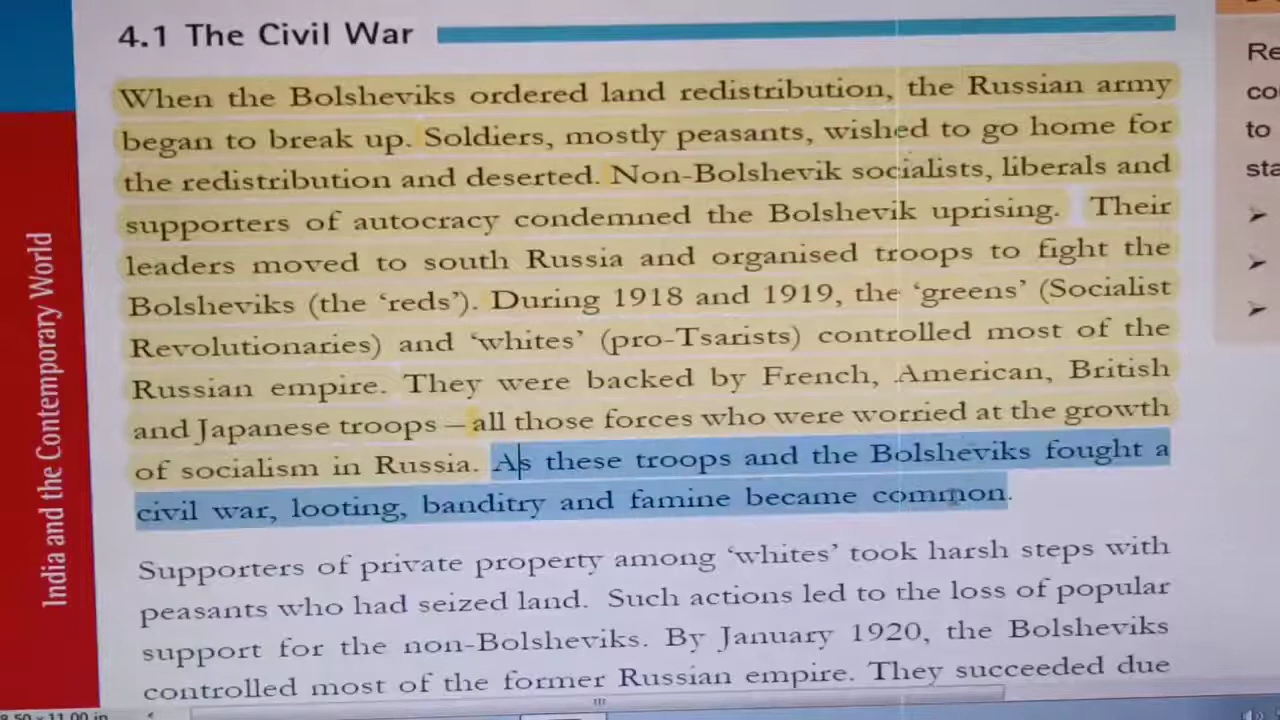 4.1 The Civil War
When the Bolsheviks ordered land redistribution, the Russian army
began to break up. Soldiers, mostly peasants, wished to go home for
the redistribution and deserted. Non-Bolshevik socialists, liberals and
supporters of autocracy condemned the Bolshevik uprising. Their
leaders moved to south Russia and organised troops to fight the
Bolsheviks (the ‘reds’). During 1918 and 1919, the ‘greens’ (Socialist
Revolutionaries) and ‘whites’ (pro-Tsarists) controlled most of the
Russian empire. They were backed by French, American, British
and Japanese troops – all those forces who were worried at the growth
of socialism in Russia. As these troops and the Bolsheviks fought a
civil war, looting, banditry and famine became common.
Supporters of private property among ‘whites’ took harsh steps with
peasants who had seized land. Such actions led to the loss of popular
support for the non-Bolsheviks. By January 1920, the Bolsheviks
controlled most of the former Russian empire. They succeeded due
India and the Contemporary World
Re
co
to
sta
8.50 x 11.00 in